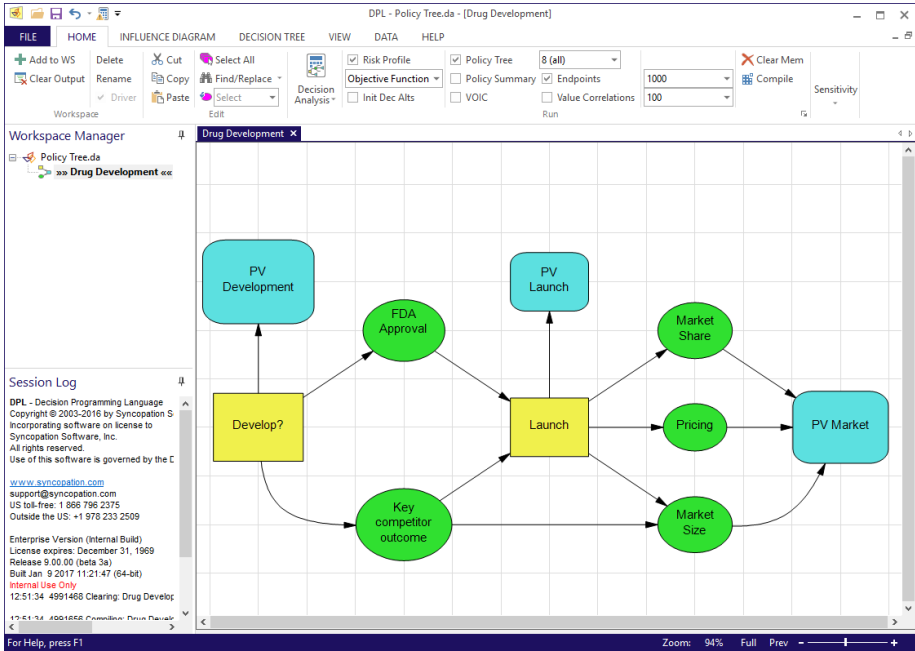 DPL - Policy Tree.da - [Drug Development]
FILE HOME INFLUENCE DIAGRAM DECISION TREE VIEW DATA HELP
Add to WS Delete Cut Select All Risk Profile Policy Tree 8 (all) Clear Mem
Clear Output Rename Copy Find/Replace Objective Function Policy Summary Endpoints 1000 Compile
Driver Paste Select Decision Analysis Init Dec Alts VOIC Value Correlations 100 Sensitivity
Workspace Edit Run
Workspace Manager
Policy Tree.da
»» Drug Development ««
Drug Development
PV
Development
PV
Launch
FDA
Approval
Market
Share
Develop?
Launch
Pricing
PV Market
Key
competitor
outcome
Market
Size
Session Log
DPL - Decision Programming Language
Copyright © 2003-2016 by Syncopation S
Incorporating software on license to
Syncopation Software, Inc.
All rights reserved.
Use of this software is governed by the D
www.syncopation.com
support@syncopation.com
US toll-free: 1 866 796 2375
Outside the US: +1 978 233 2509
Enterprise Version (Internal Build)
License expires: December 31, 1969
Release 9.00.00 (beta 3a)
Built Jan 9 2017 11:21:47 (64-bit)
Internal Use Only
12:51:34 4991468 Clearing: Drug Develop
12:51:34 4991656 Compiling: Drug Develo
For Help, press F1
Zoom: 94% Full Prev